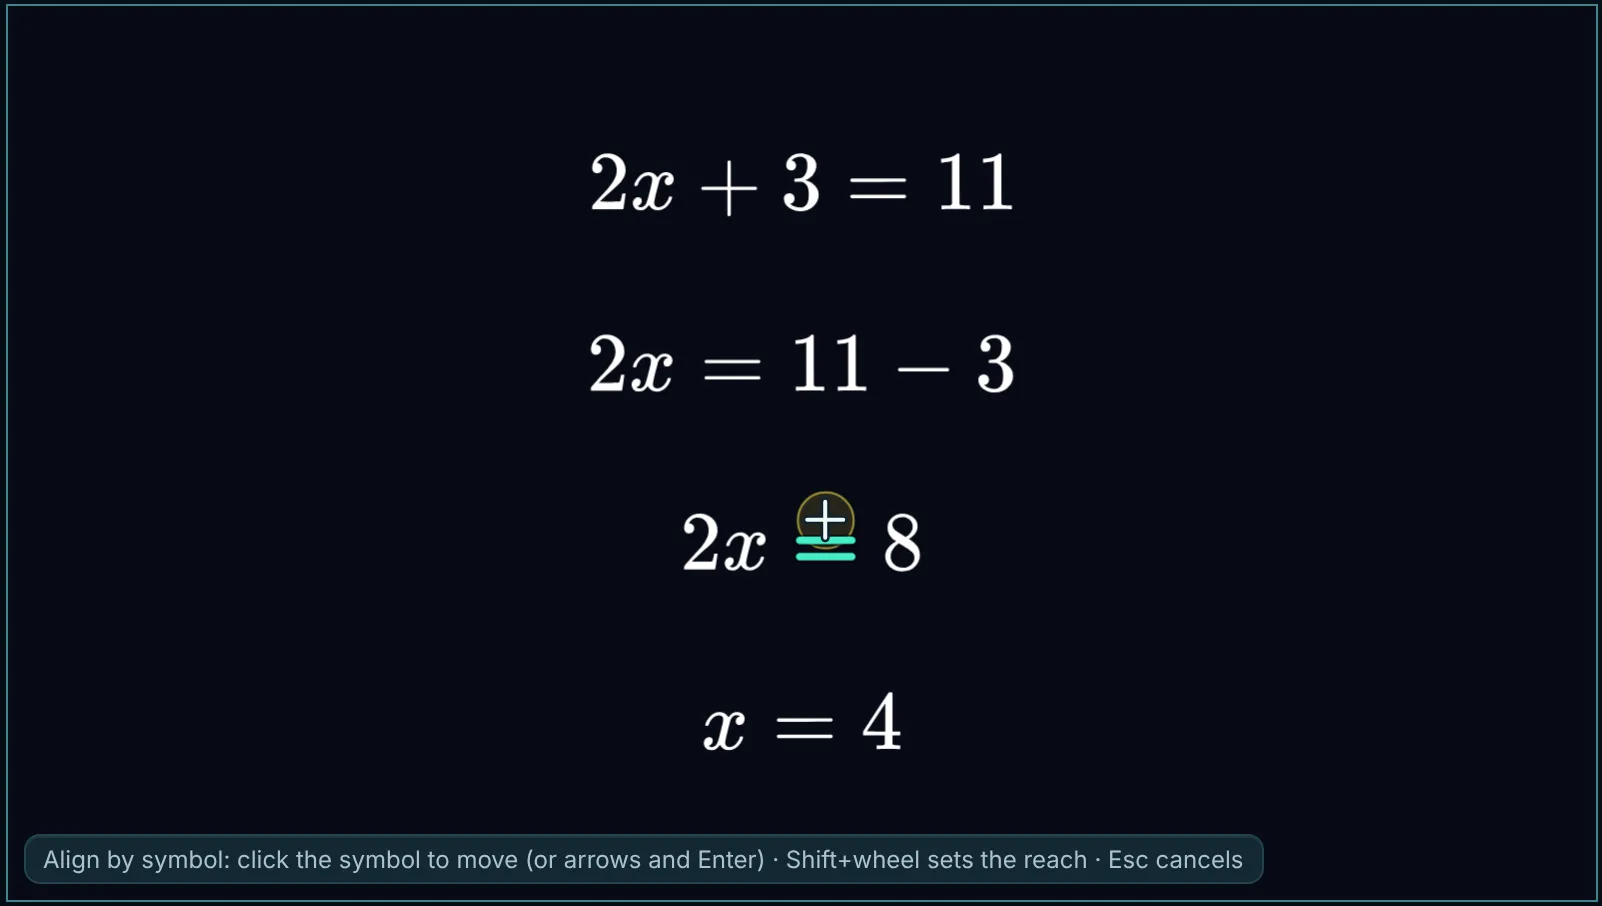 2x + 3 = 11
2x = 11 − 3
2x = 8
x = 4
Align by symbol: click the symbol to move (or arrows and Enter) · Shift+wheel sets the reach · Esc cancels